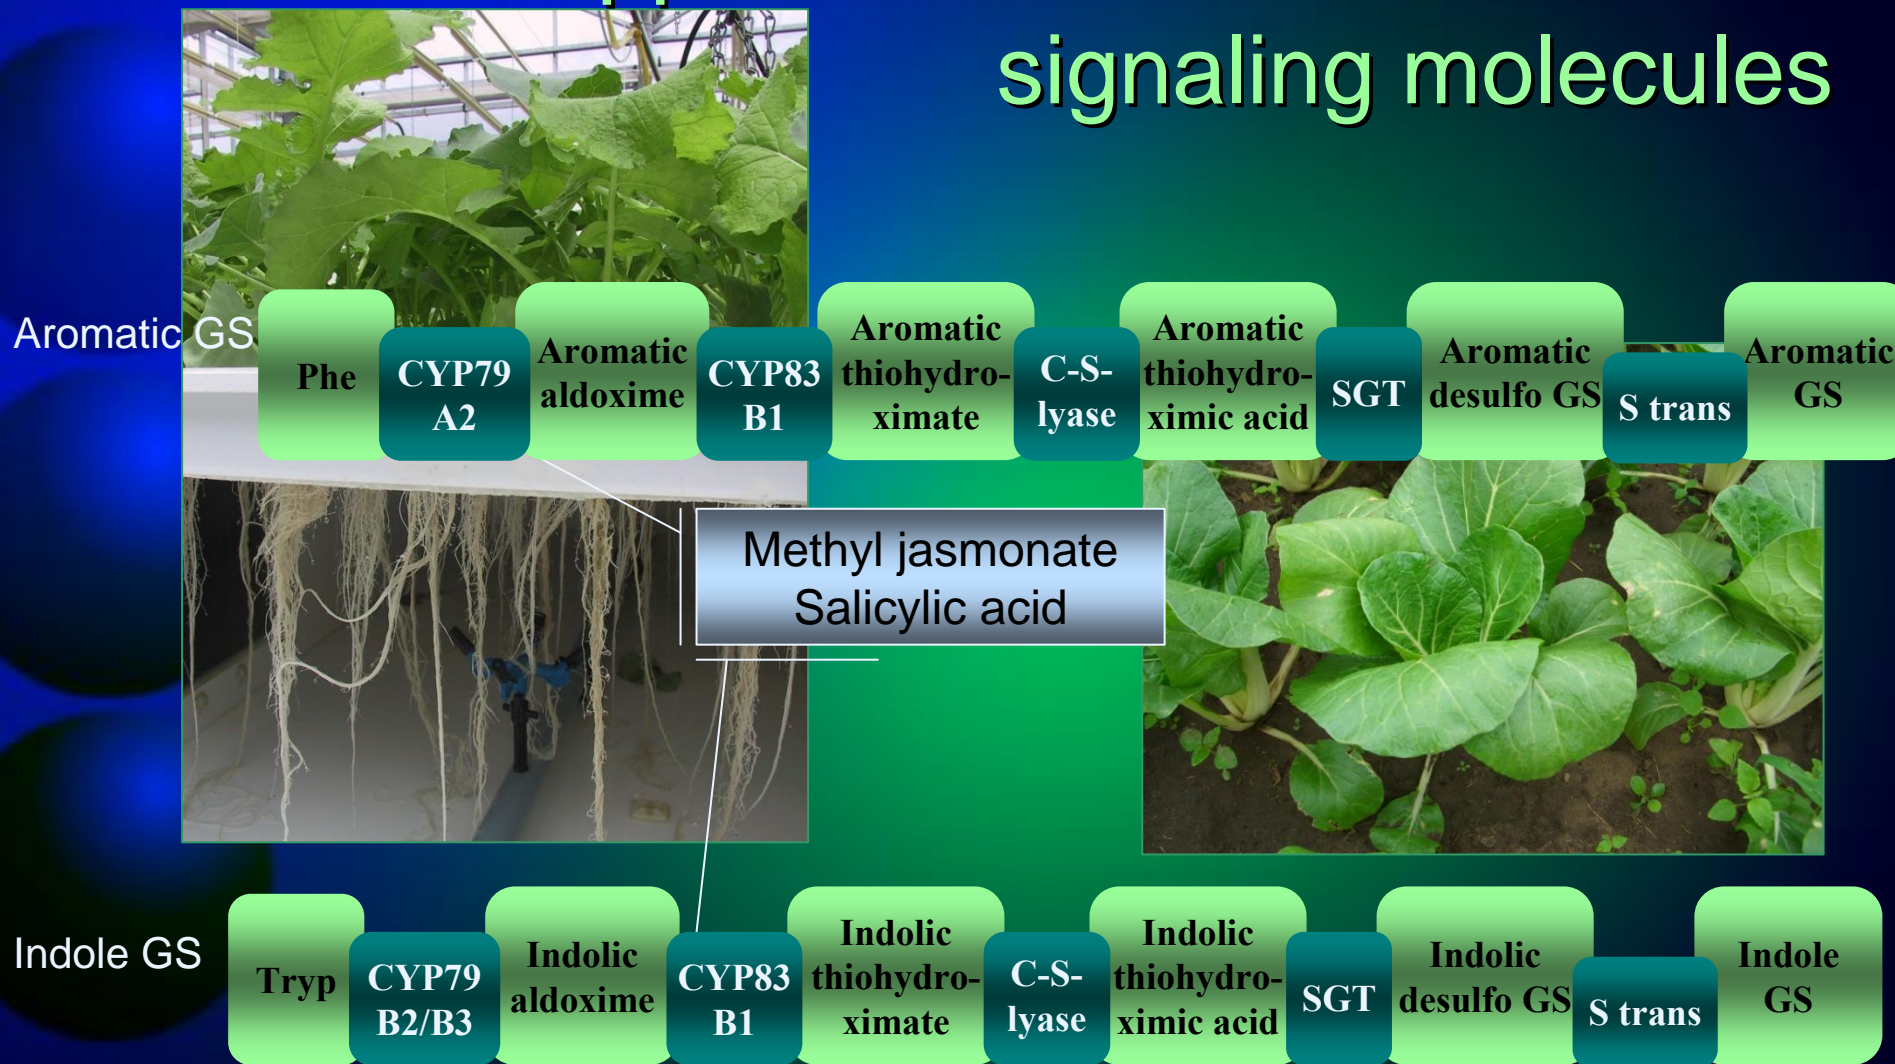 signaling molecules
Aromatic GS
Phe
CYP79
A2
Aromatic
aldoxime
CYP83
B1
Aromatic
thiohydro-
ximate
C-S-
lyase
Aromatic
thiohydro-
ximic acid
SGT
Aromatic
desulfo GS
S trans
Aromatic
GS
Methyl jasmonate
Salicylic acid
Indole GS
Tryp
CYP79
B2/B3
Indolic
aldoxime
CYP83
B1
Indolic
thiohydro-
ximate
C-S-
lyase
Indolic
thiohydro-
ximic acid
SGT
Indolic
desulfo GS
S trans
Indole
GS